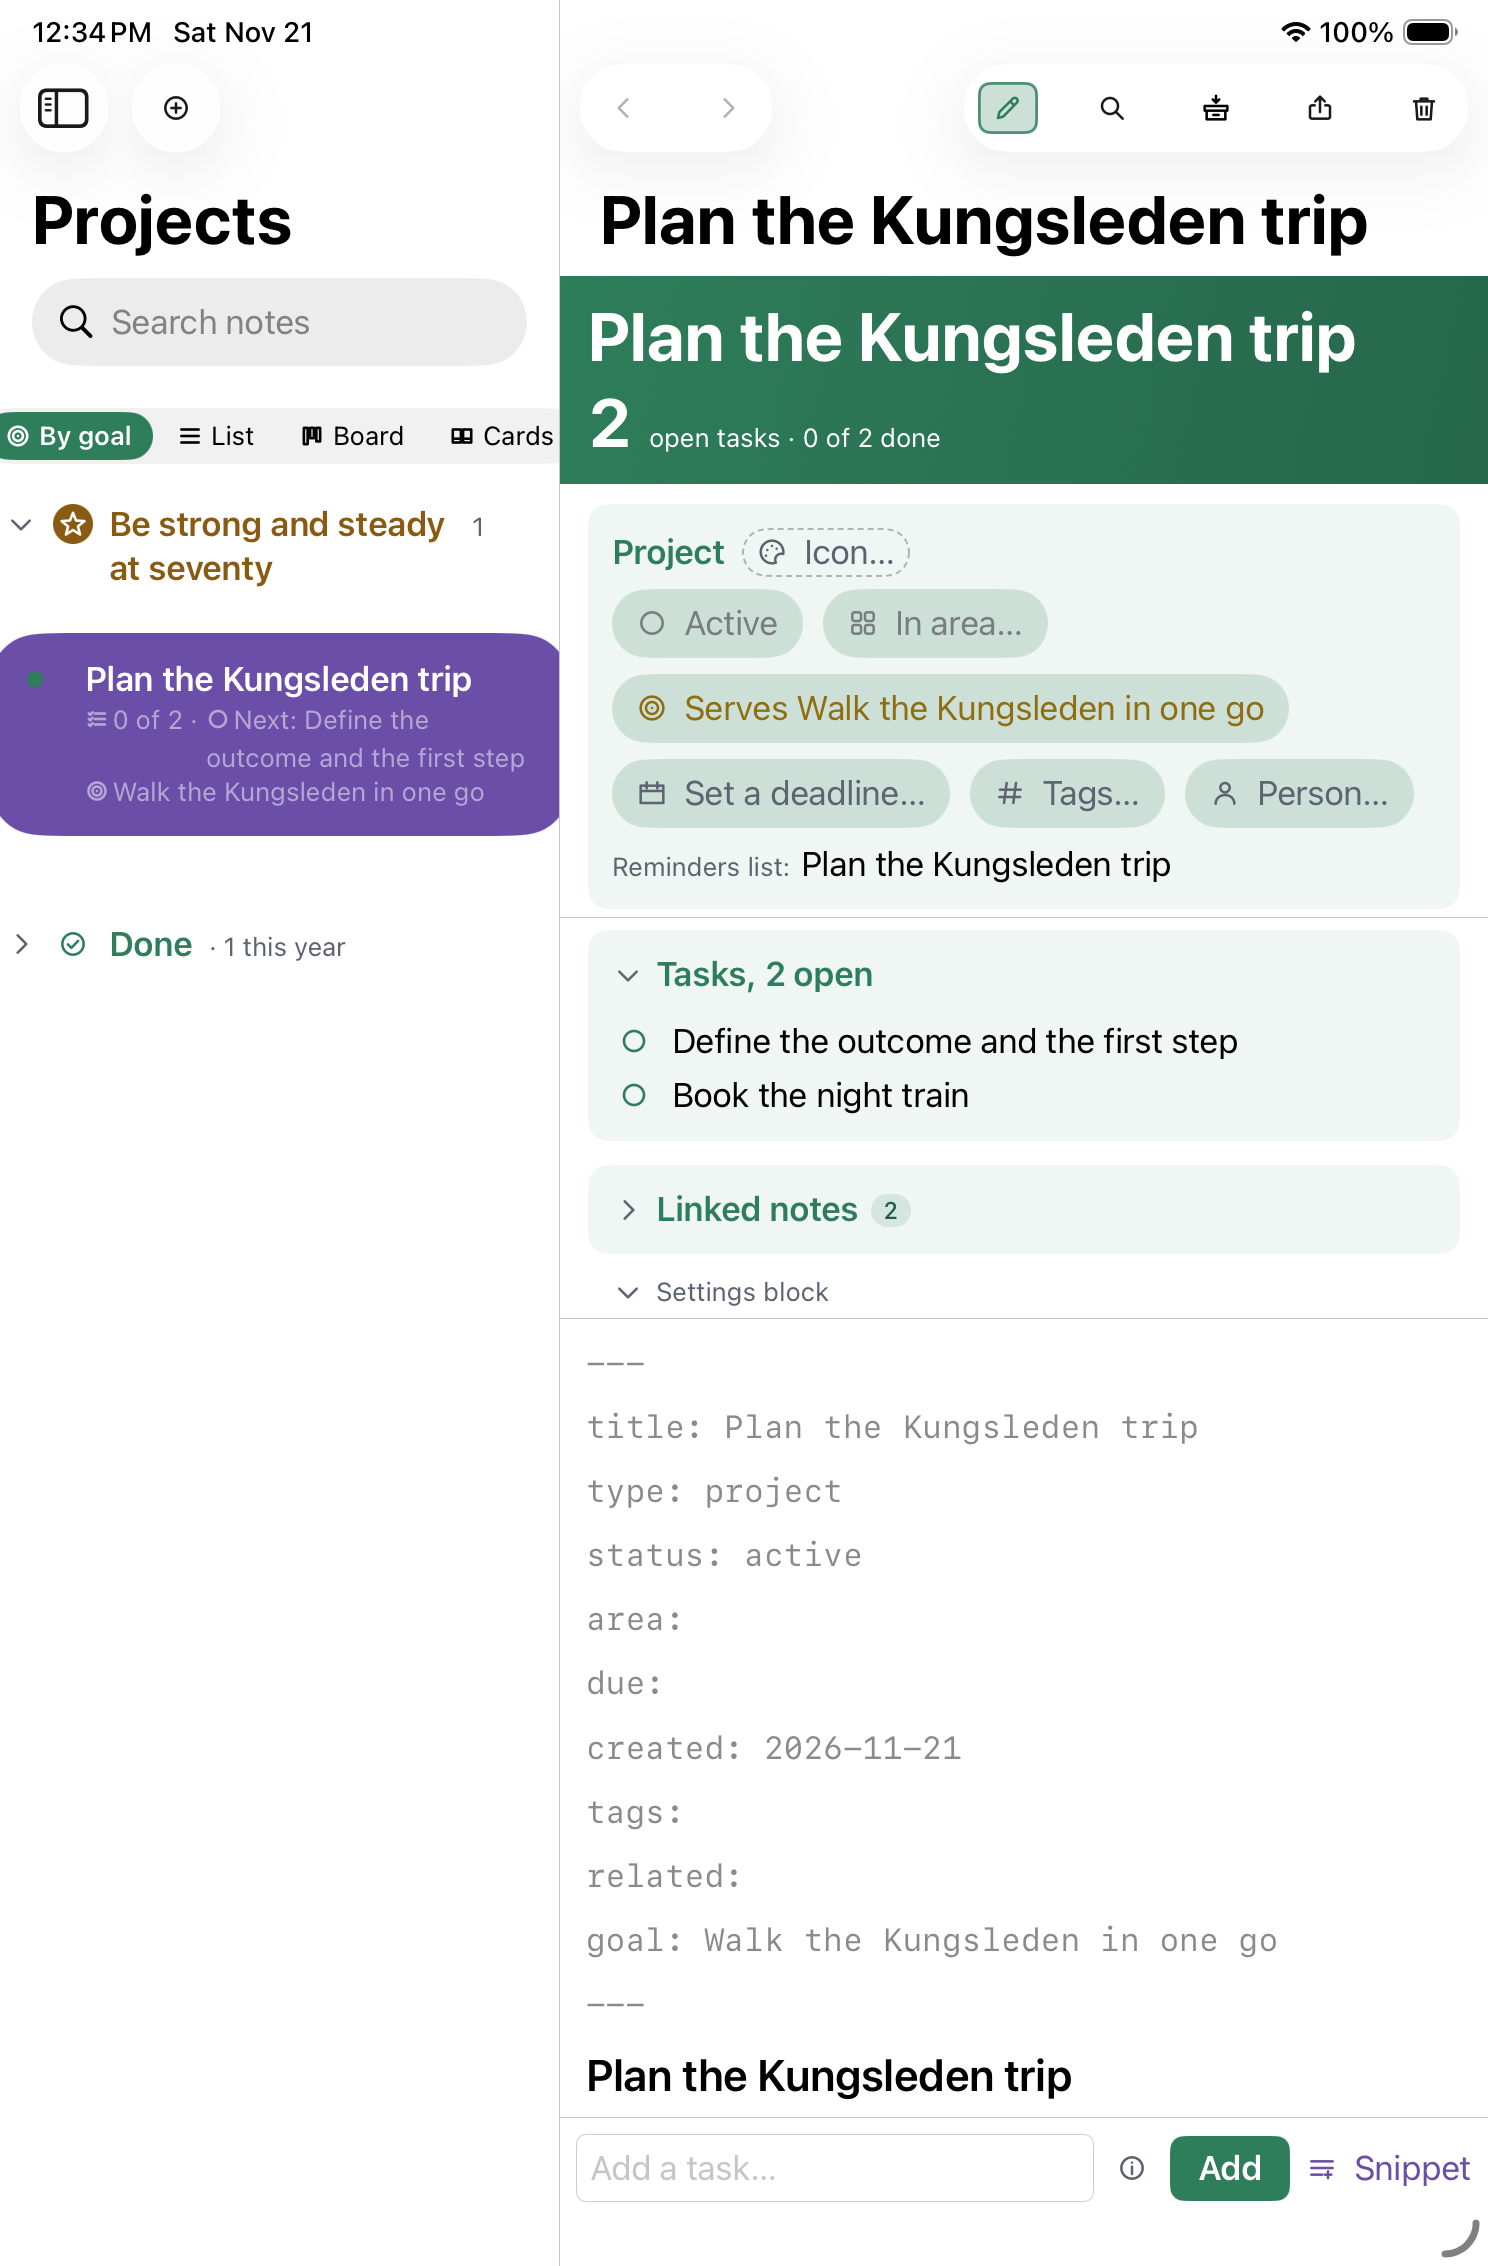 12:34 PM Sat Nov 21
100%
Projects
Search notes
By goal
List
Board
Cards
Be strong and steady
at seventy
1
Plan the Kungsleden trip
0 of 2 · Next: Define the
outcome and the first step
Walk the Kungsleden in one go
Done · 1 this year
Plan the Kungsleden trip
Plan the Kungsleden trip
2 open tasks · 0 of 2 done
Project
Icon...
Active
In area...
Serves Walk the Kungsleden in one go
Set a deadline...
Tags...
Person...
Reminders list: Plan the Kungsleden trip
Tasks, 2 open
Define the outcome and the first step
Book the night train
Linked notes 2
Settings block
---
title: Plan the Kungsleden trip
type: project
status: active
area:
due:
created: 2026-11-21
tags:
related:
goal: Walk the Kungsleden in one go
---
Plan the Kungsleden trip
Add a task...
Add
Snippet